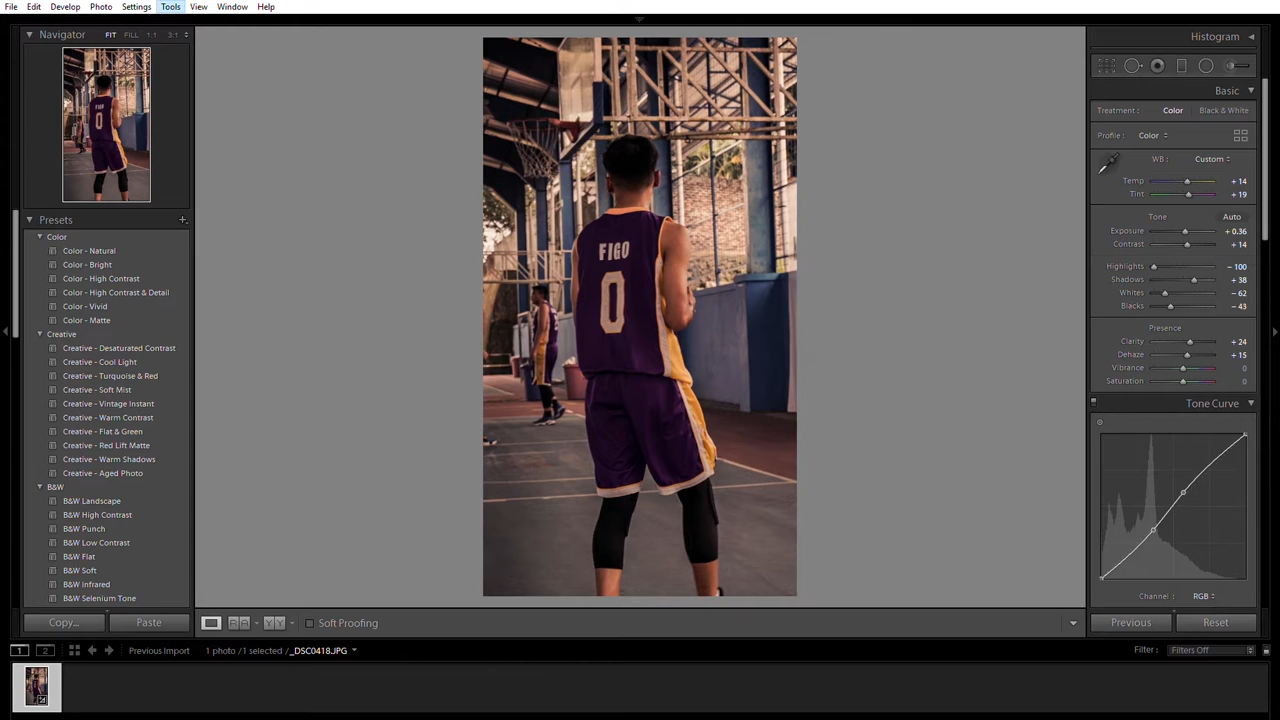 File Edit Develop Photo Settings Tools View Window Help
Navigator FIT FILL 1:1 3:1
Presets
Color
Color - Natural
Color - Bright
Color - High Contrast
Color - High Contrast & Detail
Color - Vivid
Color - Matte
Creative
Creative - Desaturated Contrast
Creative - Cool Light
Creative - Turquoise & Red
Creative - Soft Mist
Creative - Vintage Instant
Creative - Warm Contrast
Creative - Flat & Green
Creative - Red Lift Matte
Creative - Warm Shadows
Creative - Aged Photo
B&W
B&W Landscape
B&W High Contrast
B&W Punch
B&W Low Contrast
B&W Flat
B&W Soft
B&W Infrared
B&W Selenium Tone
Copy... Paste
FIGO
0
Soft Proofing
Histogram
Basic
Treatment : Color Black & White
Profile : Color
WB : Custom
Temp + 14
Tint + 19
Tone Auto
Exposure + 0.36
Contrast + 14
Highlights - 100
Shadows + 38
Whites - 62
Blacks - 43
Presence
Clarity + 24
Dehaze + 15
Vibrance 0
Saturation 0
Tone Curve
Channel : RGB
Previous Reset
1 2 Previous Import 1 photo / 1 selected / _DSC0418.JPG Filter : Filters Off